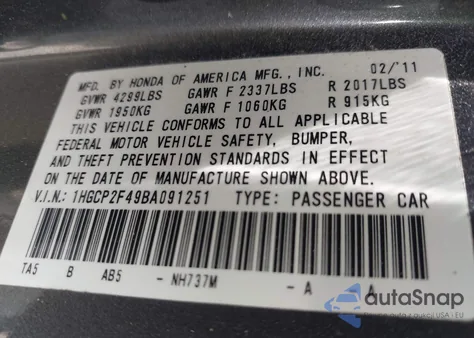 MFD. BY HONDA OF AMERICA MFG., INC. 02/'11
GVWR 4299LBS GAWR F 2337LBS R 2017LBS
GVWR 1950KG GAWR F 1060KG R 915KG
THIS VEHICLE CONFORMS TO ALL APPLICABLE
FEDERAL MOTOR VEHICLE SAFETY, BUMPER,
AND THEFT PREVENTION STANDARDS IN EFFECT
ON THE DATE OF MANUFACTURE SHOWN ABOVE.
V.I.N.: 1HGCP2F49BA091251 TYPE: PASSENGER CAR
TA5 B AB5 - NH737M - A - A
autoSnap